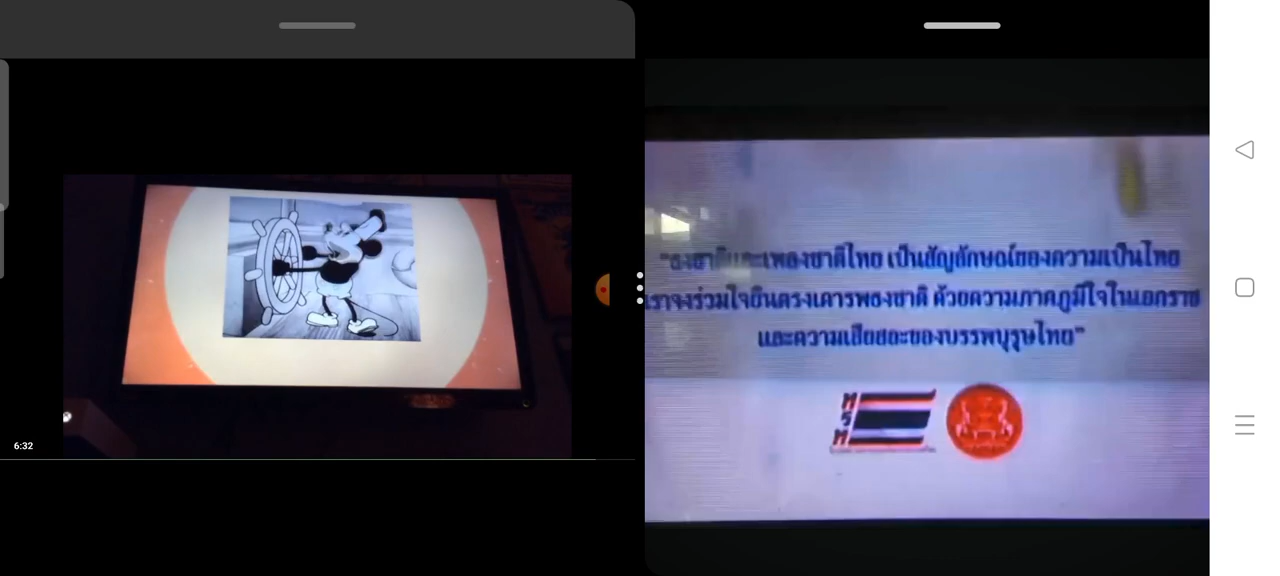 6:32
"ธงชาติและเพลงชาติไทย เป็นสัญลักษณ์ของความเป็นไทย
เราจงร่วมใจยืนตรงเคารพธงชาติ ด้วยความภาคภูมิใจในเอกราช
และความเสียสละของบรรพบุรุษไทย"